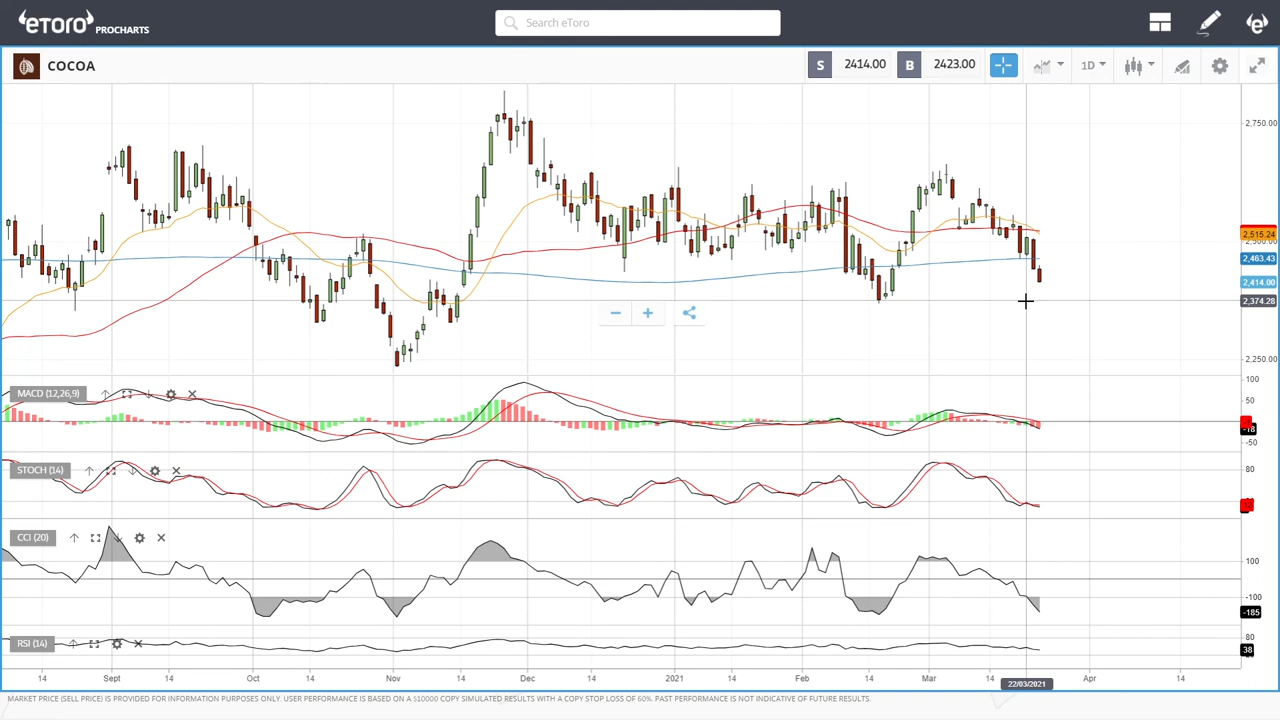 eToro PROCHARTS
Search eToro
COCOA
S 2414.00 B 2423.00 1D
2,750.00
2,515.24
2,463.43
2,414.00
2,374.28
2,250.00
MACD (12,26,9)
100
50
-18
-50
STOCH (14)
80
CCI (20)
100
-100
-185
RSI (14)
80
38
14 Sept 14 Oct 14 Nov 14 Dec 14 2021 14 Feb 14 Mar 14 22/03/2021 Apr 14
MARKET PRICE (SELL PRICE) IS PROVIDED FOR INFORMATION PURPOSES ONLY. USER PERFORMANCE IS BASED ON A $10000 COPY SIMULATED RESULTS WITH A COPY STOP LOSS OF 60%. PAST PERFORMANCE IS NOT INDICATIVE OF FUTURE RESULTS.